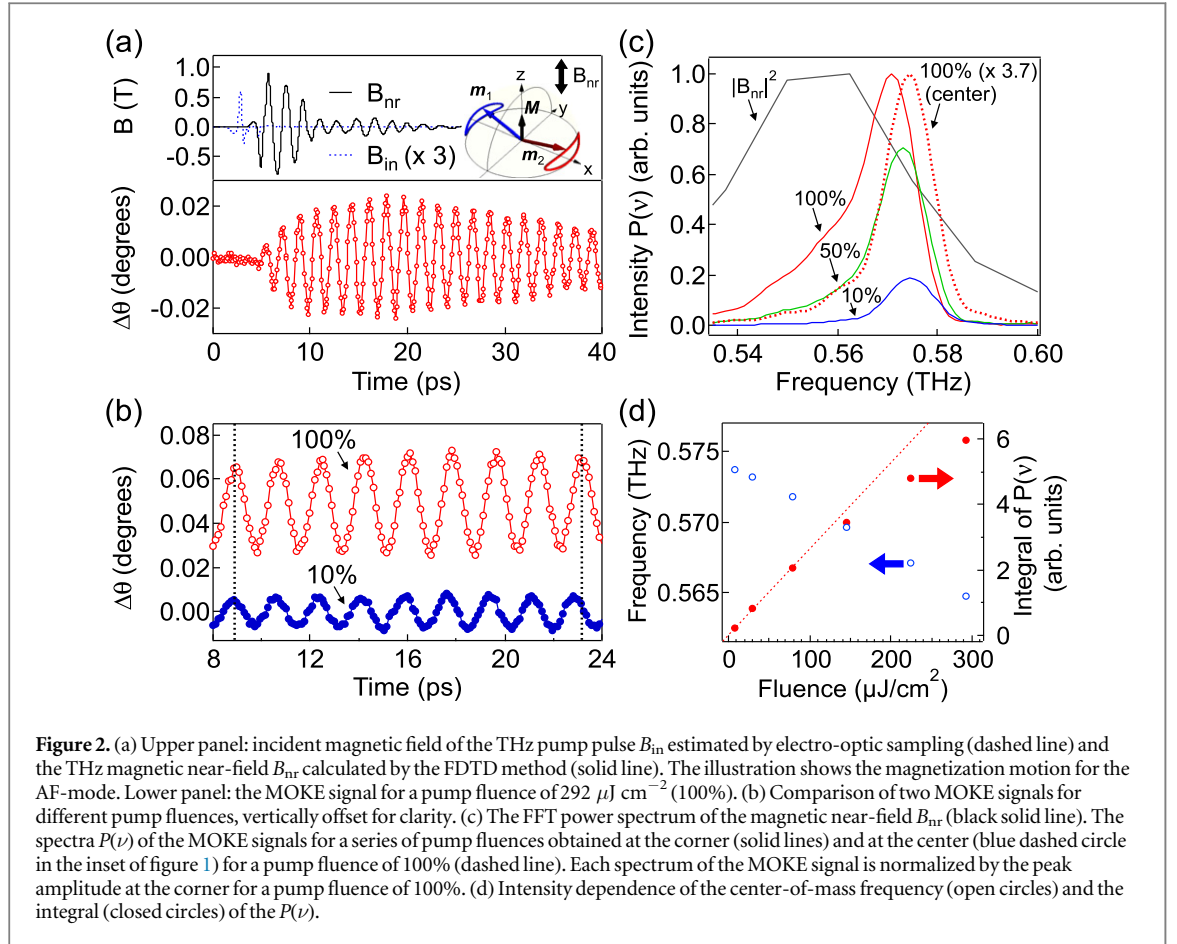 (a)
1.0
0.5
0.0
-0.5
B (T)
B_nr
B_in (x 3)
B_nr
z
y
x
m_1
M
m_2
0.02
0.00
-0.02
Δθ (degrees)
0 10 20 30 40
Time (ps)
(b)
0.08
0.06
0.04
0.02
0.00
Δθ (degrees)
100%
10%
8 12 16 20 24
Time (ps)
(c)
1.0
0.8
0.6
0.4
0.2
0.0
Intensity P(ν) (arb. units)
|B_nr|^2
100% (x 3.7)
(center)
100%
50%
10%
0.54 0.56 0.58 0.60
Frequency (THz)
(d)
0.575
0.570
0.565
Frequency (THz)
6
4
2
0
Integral of P(ν)
(arb. units)
0 100 200 300
Fluence (μJ/cm^2)
Figure 2. (a) Upper panel: incident magnetic field of the THz pump pulse B_in estimated by electro-optic sampling (dashed line) and
the THz magnetic near-field B_nr calculated by the FDTD method (solid line). The illustration shows the magnetization motion for the
AF-mode. Lower panel: the MOKE signal for a pump fluence of 292 μJ cm^−2 (100%). (b) Comparison of two MOKE signals for
different pump fluences, vertically offset for clarity. (c) The FFT power spectrum of the magnetic near-field B_nr (black solid line). The
spectra P(ν) of the MOKE signals for a series of pump fluences obtained at the corner (solid lines) and at the center (blue dashed circle
in the inset of figure 1) for a pump fluence of 100% (dashed line). Each spectrum of the MOKE signal is normalized by the peak
amplitude at the corner for a pump fluence of 100%. (d) Intensity dependence of the center-of-mass frequency (open circles) and the
integral (closed circles) of the P(ν).